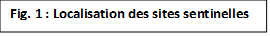 Fig. 1 : Localisation des sites sentinelles